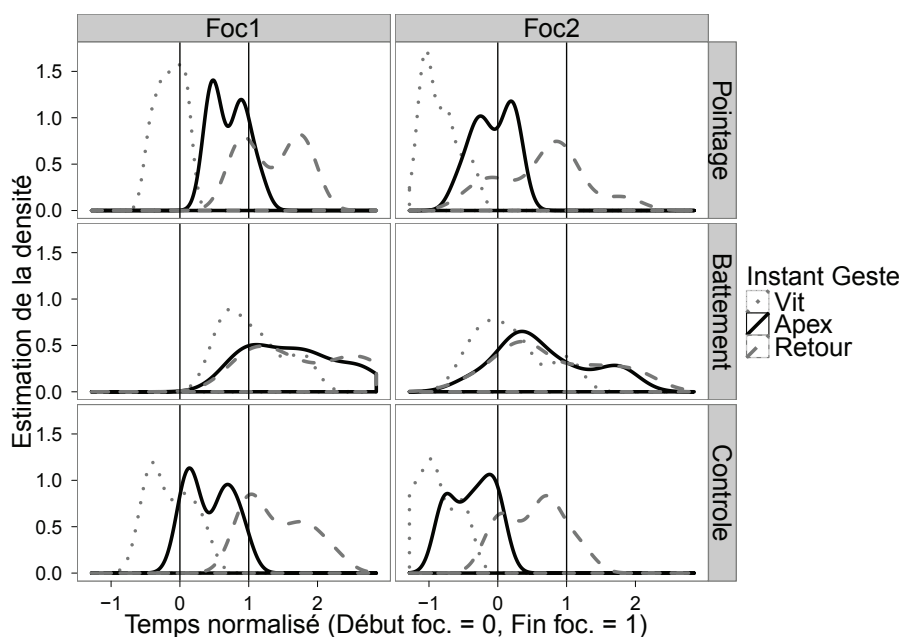 Foc1 Foc2
Estimation de la densité
1.5
1.0
0.5
0.0
Pointage
1.5
1.0
0.5
0.0
Battement
1.5
1.0
0.5
0.0
Controle
−1 0 1 2 −1 0 1 2
Temps normalisé (Début foc. = 0, Fin foc. = 1)
Instant Geste
Vit
Apex
Retour